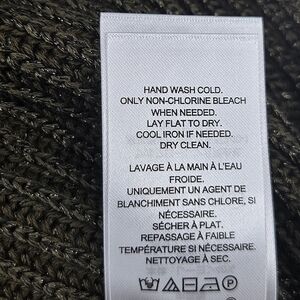 HAND WASH COLD.
ONLY NON-CHLORINE BLEACH
WHEN NEEDED.
LAY FLAT TO DRY.
COOL IRON IF NEEDED.
DRY CLEAN.
LAVAGE À LA MAIN À L'EAU
FROIDE.
UNIQUEMENT UN AGENT DE
BLANCHIMENT SANS CHLORE, SI
NÉCESSAIRE.
SÉCHER À PLAT.
REPASSAGE À FAIBLE
TEMPÉRATURE SI NÉCESSAIRE.
NETTOYAGE À SEC.